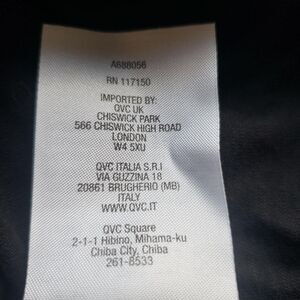 A688056
RN 117150
IMPORTED BY:
QVC UK
CHISWICK PARK
566 CHISWICK HIGH ROAD
LONDON
W4 5XU
QVC ITALIA S.R.I
VIA GUZZINA 18
20861 BRUGHERIO (MB)
ITALY
WWW.QVC.IT
QVC Square
2-1-1 Hibino, Mihama-ku
Chiba City, Chiba
261-8533